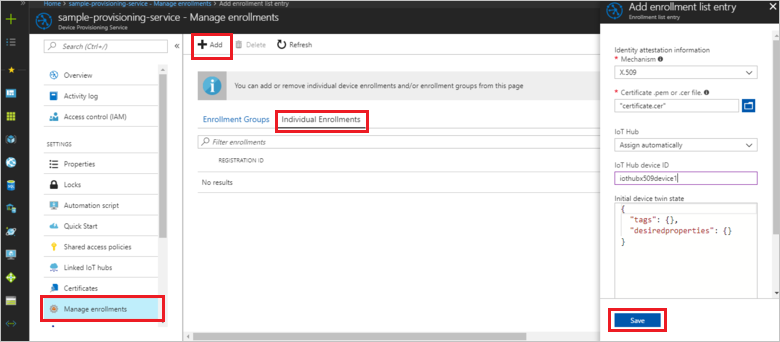 Home > sample-provisioning-service - Manage enrollments > Add enrollment list entry
sample-provisioning-service - Manage enrollments
Device Provisioning Service
Search (Ctrl+/)
Overview
Activity log
Access control (IAM)
SETTINGS
Properties
Locks
Automation script
Quick Start
Shared access policies
Linked IoT hubs
Certificates
Manage enrollments
Add
Delete
Refresh
You can add or remove individual device enrollments and/or enrollment groups from this page
Enrollment Groups
Individual Enrollments
Filter enrollments
REGISTRATION ID
No results
Add enrollment list entry
Enrollment list entry
Identity attestation information
* Mechanism
X.509
* Certificate .pem or .cer file.
"certificate.cer"
IoT Hub
Assign automatically
IoT Hub device ID
iothubx509device1
Initial device twin state
{
"tags": {},
"desiredproperties": {}
}
Save